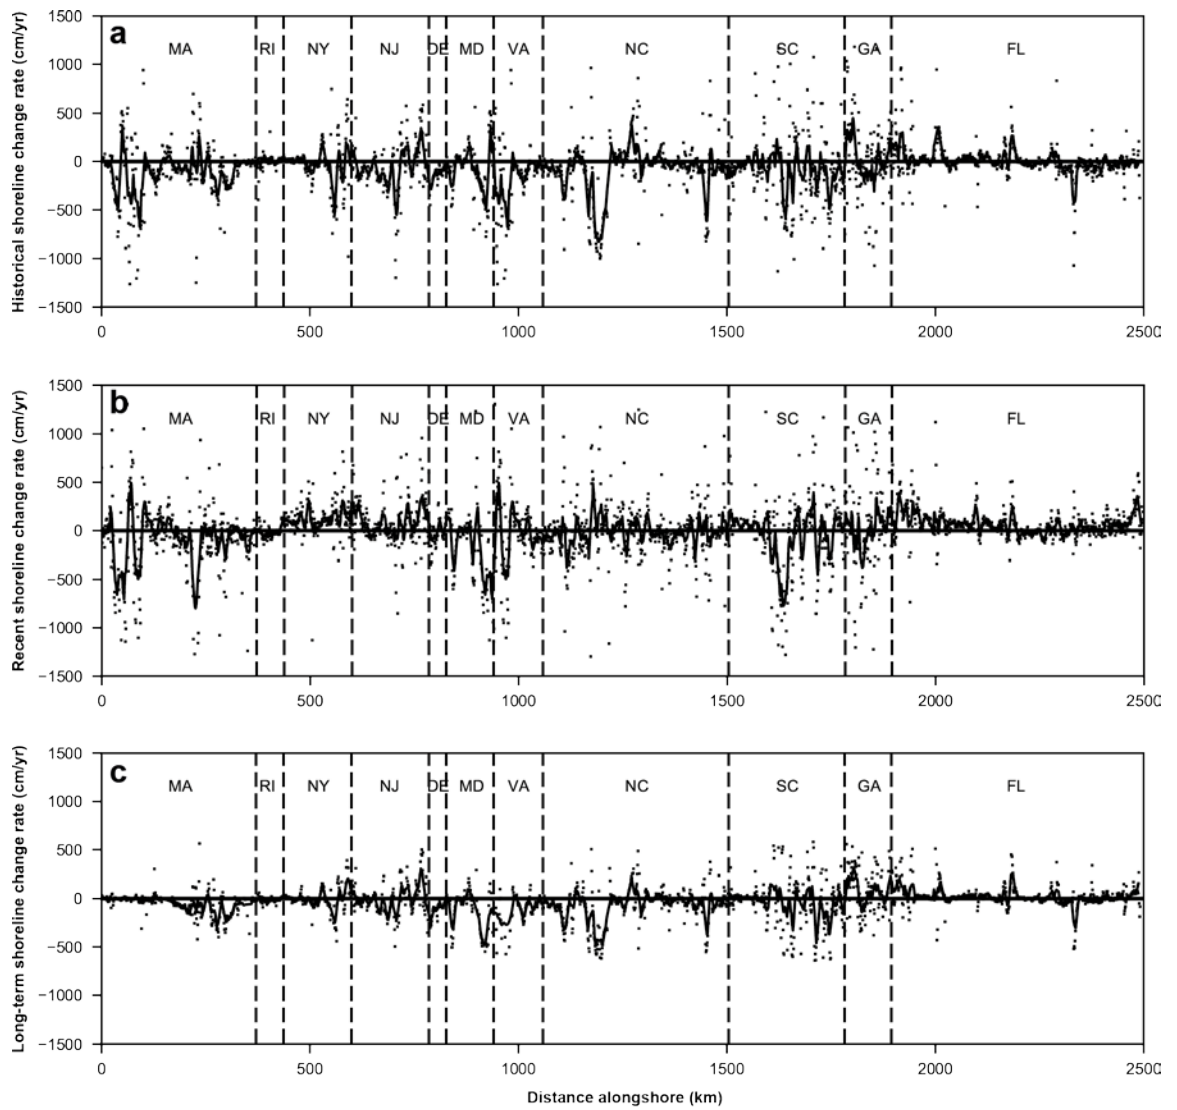 a
Historical shoreline change rate (cm/yr)
MA RI NY NJ DE MD VA NC SC GA FL
1500
1000
500
0
−500
−1000
−1500
0 500 1000 1500 2000 2500
b
Recent shoreline change rate (cm/yr)
MA RI NY NJ DE MD VA NC SC GA FL
1500
1000
500
0
−500
−1000
−1500
0 500 1000 1500 2000 2500
c
Long-term shoreline change rate (cm/yr)
MA RI NY NJ DE MD VA NC SC GA FL
1500
1000
500
0
−500
−1000
−1500
0 500 1000 1500 2000 2500
Distance alongshore (km)